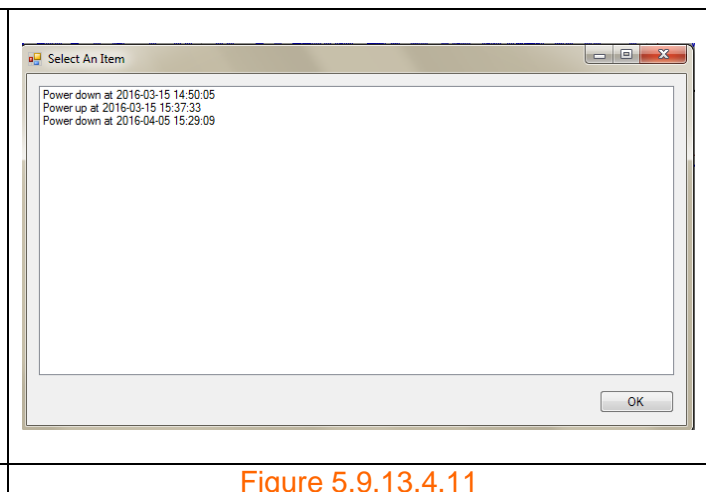 Select An Item
Power down at 2016-03-15 14:50:05
Power up at 2016-03-15 15:37:33
Power down at 2016-04-05 15:29:09
OK
Figure 5.9.13.4.11